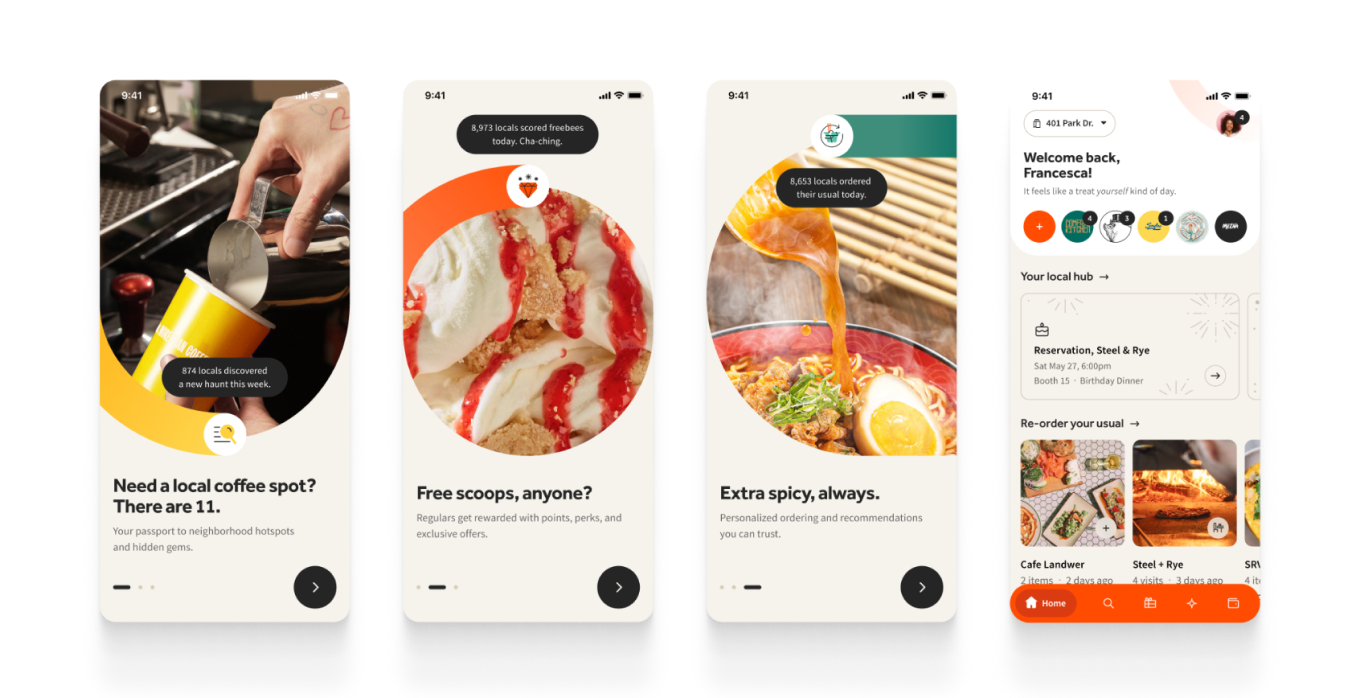 9:41
874 locals discovered
a new haunt this week.
Need a local coffee spot?
There are 11.
Your passport to neighborhood hotspots
and hidden gems.
9:41
8,973 locals scored freebees
today. Cha-ching.
Free scoops, anyone?
Regulars get rewarded with points, perks, and
exclusive offers.
9:41
8,653 locals ordered
their usual today.
Extra spicy, always.
Personalized ordering and recommendations
you can trust.
9:41
401 Park Dr.
4
Welcome back,
Francesca!
It feels like a treat yourself kind of day.
4
3
1
Your local hub →
Reservation, Steel & Rye
Sat May 27, 6:00pm
Booth 15 · Birthday Dinner
Re-order your usual →
Cafe Landwer
2 items · 2 days ago
Steel + Rye
4 visits · 3 days ago
Home